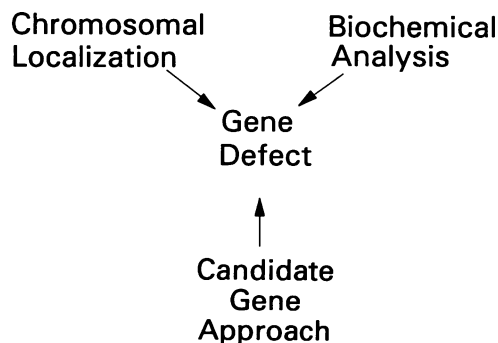 Chromosomal
Localization
Biochemical
Analysis
Gene
Defect
Candidate
Gene
Approach